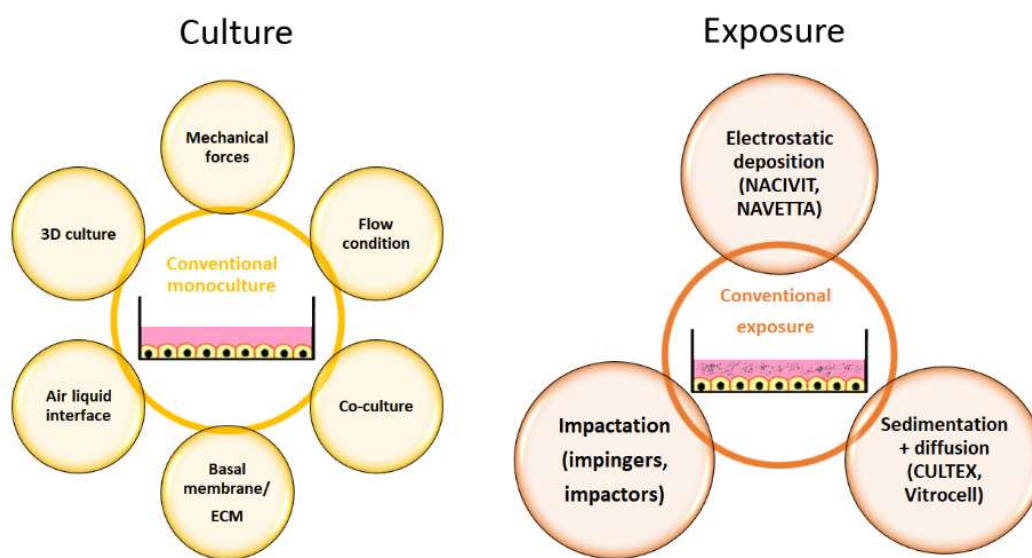 Culture
Exposure
Mechanical
forces
3D culture
Flow
condition
Conventional
monoculture
Air liquid
interface
Co-culture
Basal
membrane/
ECM
Electrostatic
deposition
(NACIVIT,
NAVETTA)
Conventional
exposure
Impactation
(impingers,
impactors)
Sedimentation
+ diffusion
(CULTEX,
Vitrocell)